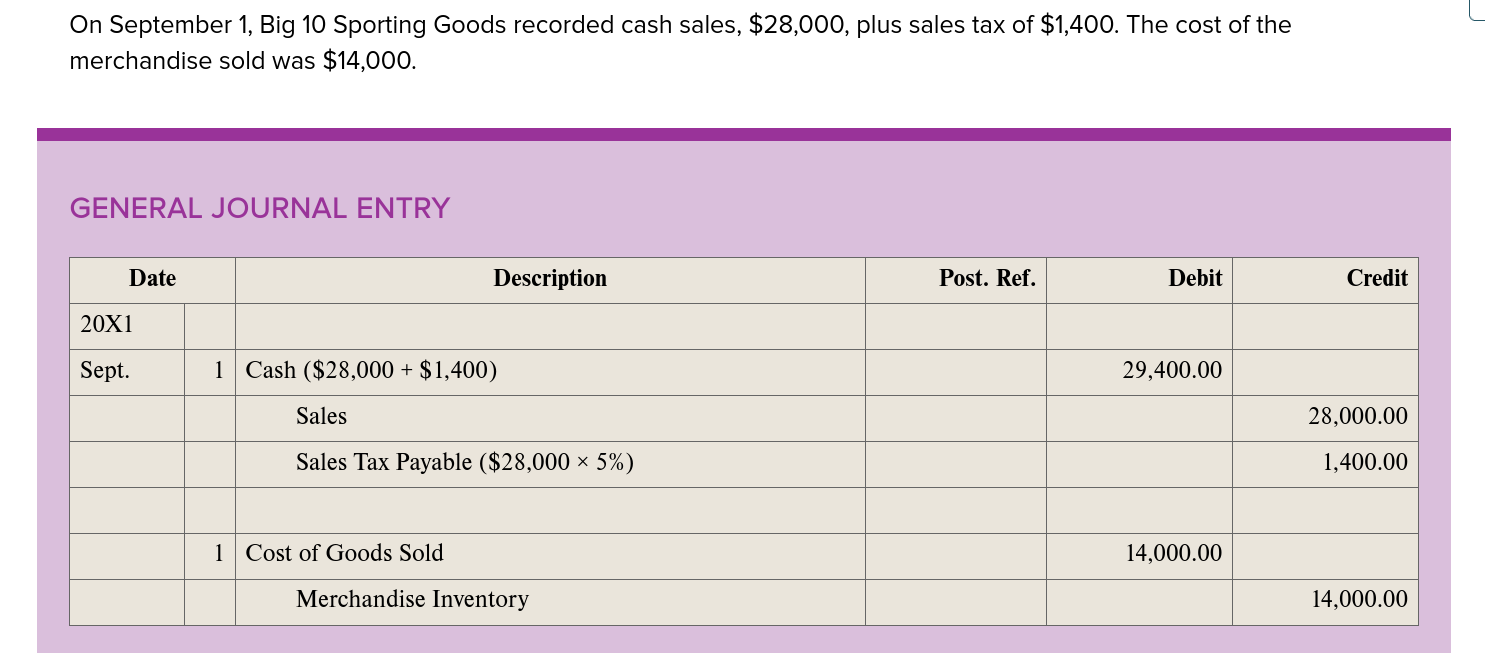 On September 1, Big 10 Sporting Goods recorded cash sales, $28,000, plus sales tax of $1,400. The cost of the
merchandise sold was $14,000.
GENERAL JOURNAL ENTRY
Date Description Post. Ref. Debit Credit
20X1
Sept. 1 Cash ($28,000 + $1,400) 29,400.00
Sales 28,000.00
Sales Tax Payable ($28,000 × 5%) 1,400.00
1 Cost of Goods Sold 14,000.00
Merchandise Inventory 14,000.00